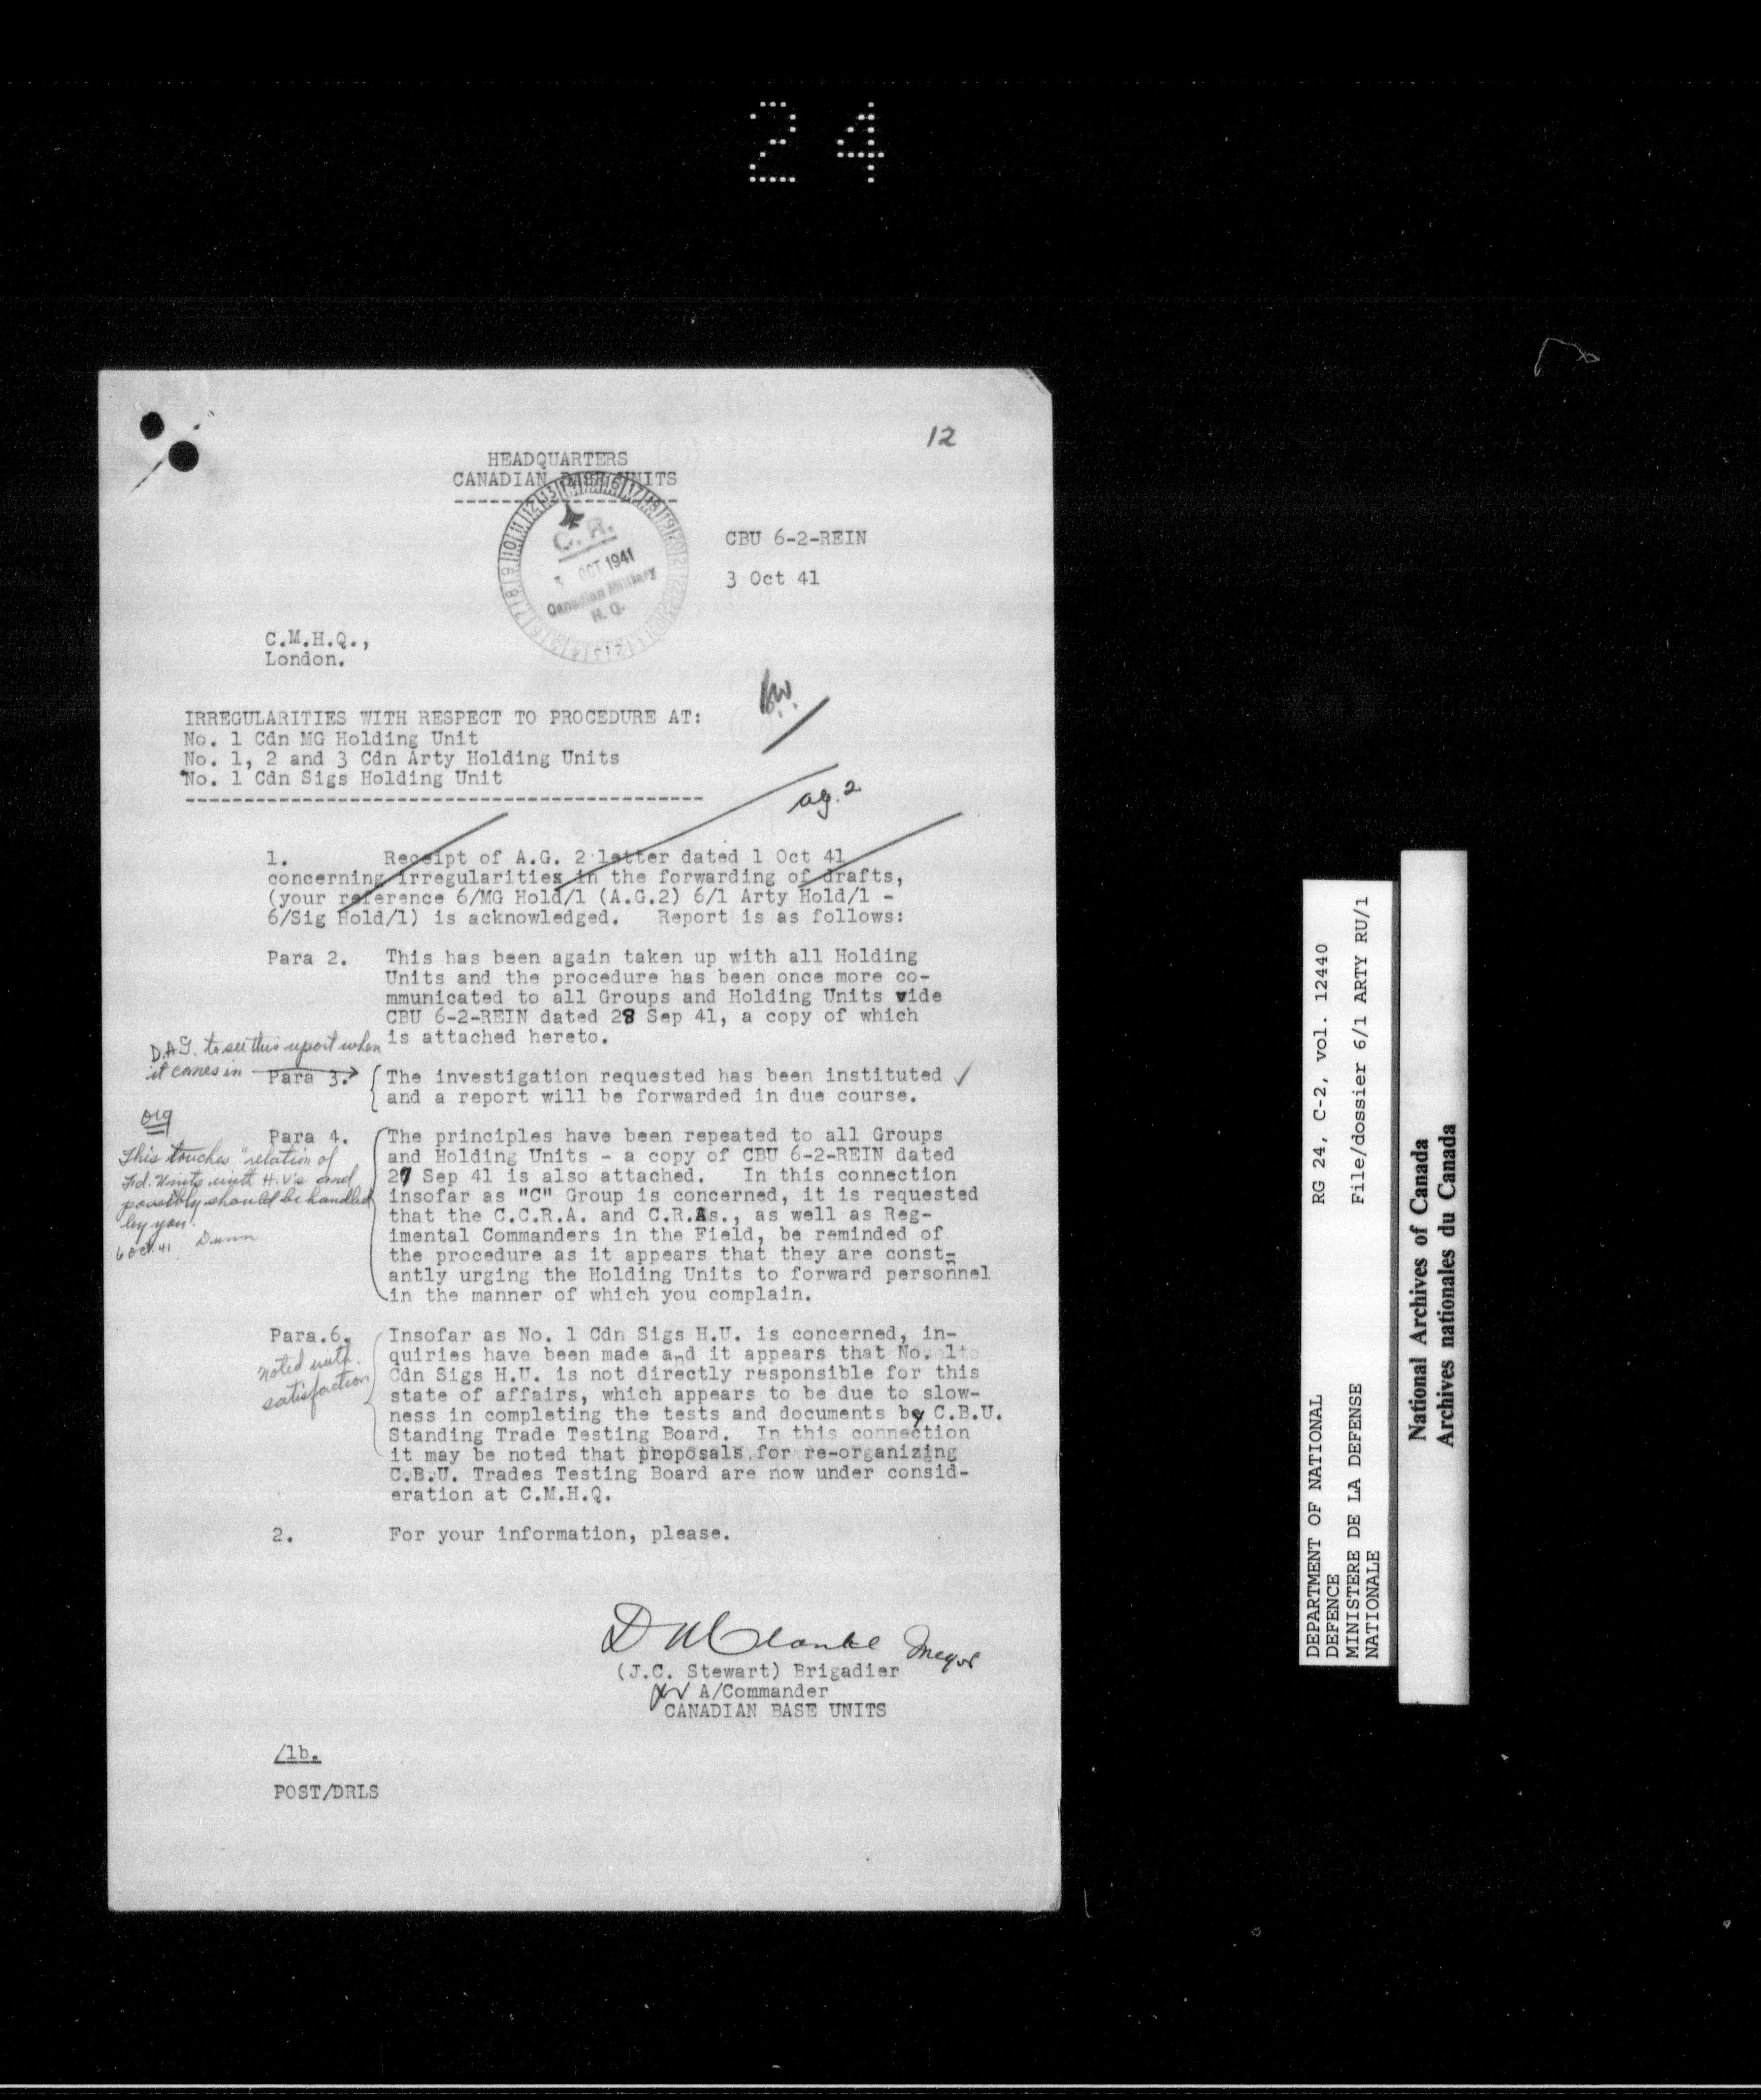 24
12
HEADQUARTERS
CANADIAN BASE UNITS
C. R.
OCT 1941
Canadian Military
H. Q.
CBU 6-2-REIN
3 Oct 41
C.M.H.Q.,
London.
IRREGULARITIES WITH RESPECT TO PROCEDURE AT:
No. 1 Cdn MG Holding Unit
No. 1, 2 and 3 Cdn Arty Holding Units
No. 1 Cdn Sigs Holding Unit
ag. 2
1. Receipt of A.G. 2 letter dated 1 Oct 41
concerning irregularities in the forwarding of drafts,
(your reference 6/MG Hold/1 (A.G.2) 6/1 Arty Hold/1 -
6/Sig Hold/1) is acknowledged. Report is as follows:
Para 2. This has been again taken up with all Holding
Units and the procedure has been once more co-
mmunicated to all Groups and Holding Units vide
CBU 6-2-REIN dated 28 Sep 41, a copy of which
is attached hereto.
D.A.G. to see this report when
it comes in
Para 3. The investigation requested has been instituted ✓
and a report will be forwarded in due course.
Org
This touches "relation of
Fd. Units with H.U's and
possibly should be handled
by you.
6 Oct. 41 Dunn
Para 4. The principles have been repeated to all Groups
and Holding Units - a copy of CBU 6-2-REIN dated
27 Sep 41 is also attached. In this connection
insofar as "C" Group is concerned, it is requested
that the C.C.R.A. and C.R.As., as well as Reg-
imental Commanders in the Field, be reminded of
the procedure as it appears that they are const-
antly urging the Holding Units to forward personnel
in the manner of which you complain.
Para.6. Insofar as No. 1 Cdn Sigs H.U. is concerned, in-
quiries have been made and it appears that No. 1
Cdn Sigs H.U. is not directly responsible for this
state of affairs, which appears to be due to slow-
ness in completing the tests and documents by C.B.U.
Standing Trade Testing Board. In this connection
it may be noted that proposals for re-organizing
C.B.U. Trades Testing Board are now under consid-
eration at C.M.H.Q.
Noted with
satisfaction
2. For your information, please.
Major
(J.C. Stewart) Brigadier
for A/Commander
CANADIAN BASE UNITS
/lb.
POST/DRLS
DEPARTMENT OF NATIONAL
DEFENCE
MINISTERE DE LA DEFENSE
NATIONALE
RG 24, C-2, vol. 12440
File/dossier 6/1 ARTY RU/1
National Archives of Canada
Archives nationales du Canada